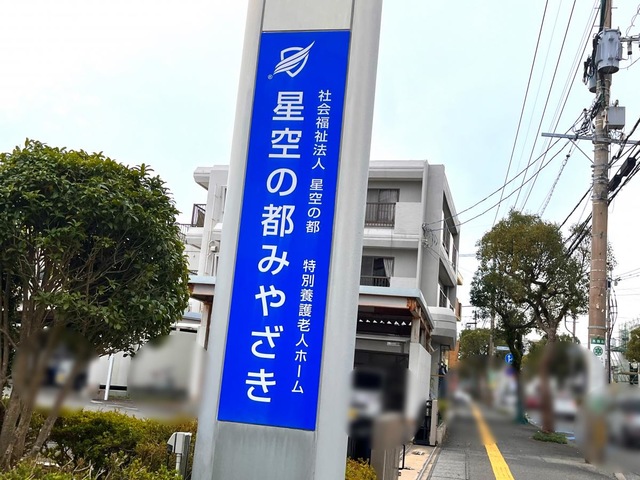 社会福祉法人 星空の都 特別養護老人ホーム
星空の都みやざき